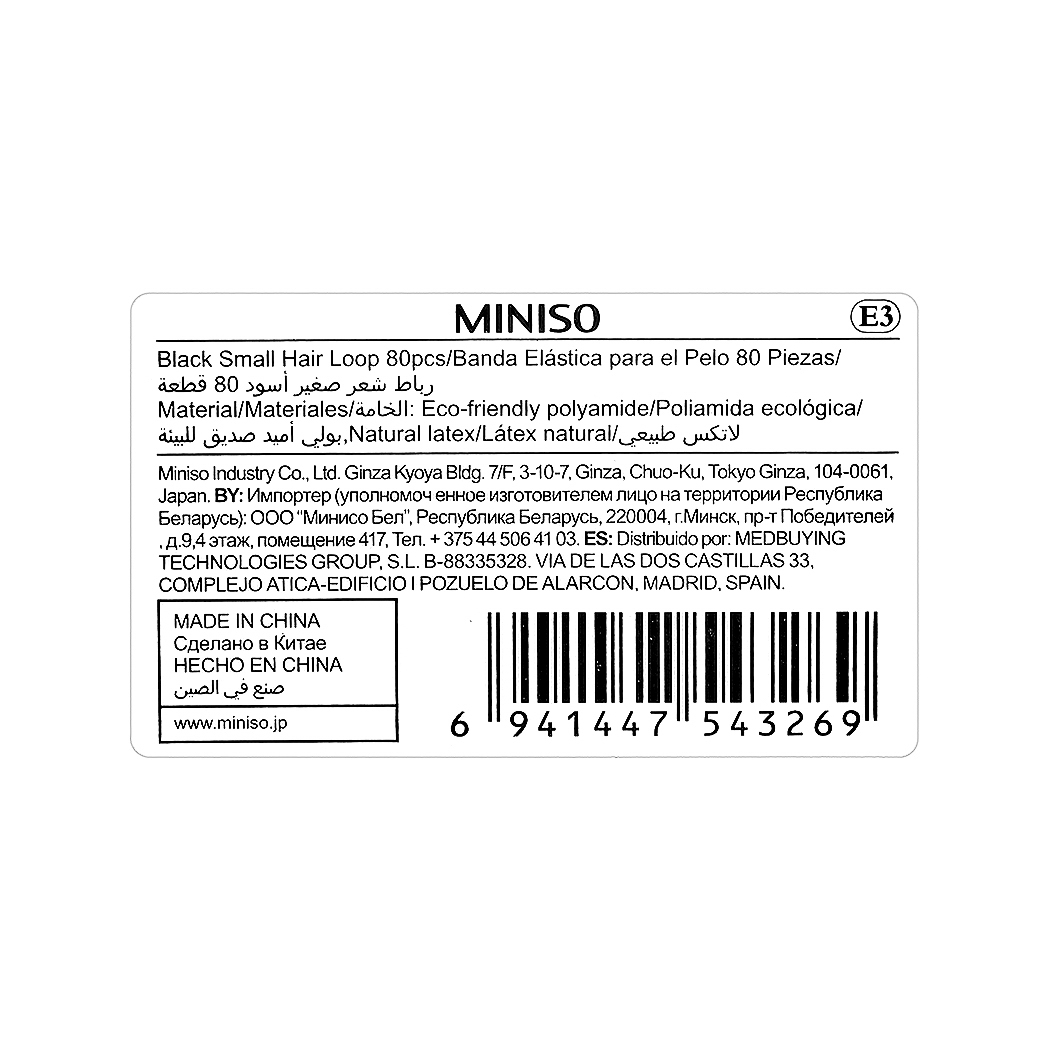 MINISO
E3
Black Small Hair Loop 80pcs/Banda Elástica para el Pelo 80 Piezas/
رباط شعر صغير أسود 80 قطعة
Material/Materiales/الخامة: Eco-friendly polyamide/Poliamida ecológica/
بولي أميد صديق للبيئة,Natural latex/Látex natural/لاتكس طبيعي
Miniso Industry Co., Ltd. Ginza Kyoya Bldg. 7/F, 3-10-7, Ginza, Chuo-Ku, Tokyo Ginza, 104-0061,
Japan. BY: Импортер (уполномоч енное изготовителем лицо на территории Республика
Беларусь): ООО "Минисо Бел", Республика Беларусь, 220004, г.Минск, пр-т Победителей
, д.9,4 этаж, помещение 417, Тел. + 375 44 506 41 03. ES: Distribuido por: MEDBUYING
TECHNOLOGIES GROUP, S.L. B-88335328. VIA DE LAS DOS CASTILLAS 33,
COMPLEJO ATICA-EDIFICIO I POZUELO DE ALARCON, MADRID, SPAIN.
MADE IN CHINA
Сделано в Китае
HECHO EN CHINA
صنع في الصين
www.miniso.jp
6 941447 543269